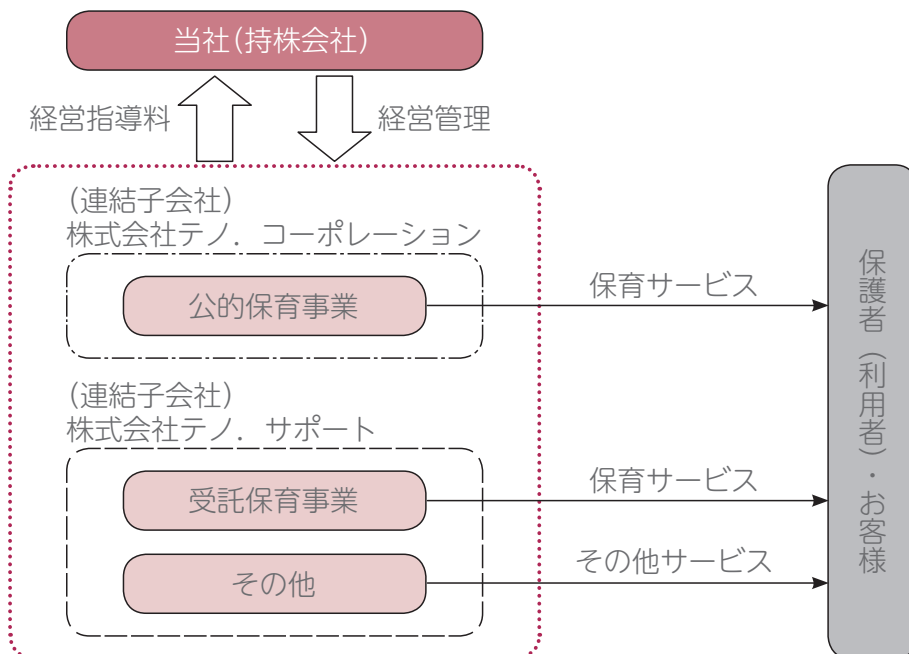 当社(持株会社)
経営指導料
経営管理
(連結子会社)
株式会社テノ．コーポレーション
公的保育事業
保育サービス
(連結子会社)
株式会社テノ．サポート
受託保育事業
保育サービス
その他
その他サービス
保護者（利用者）・お客様